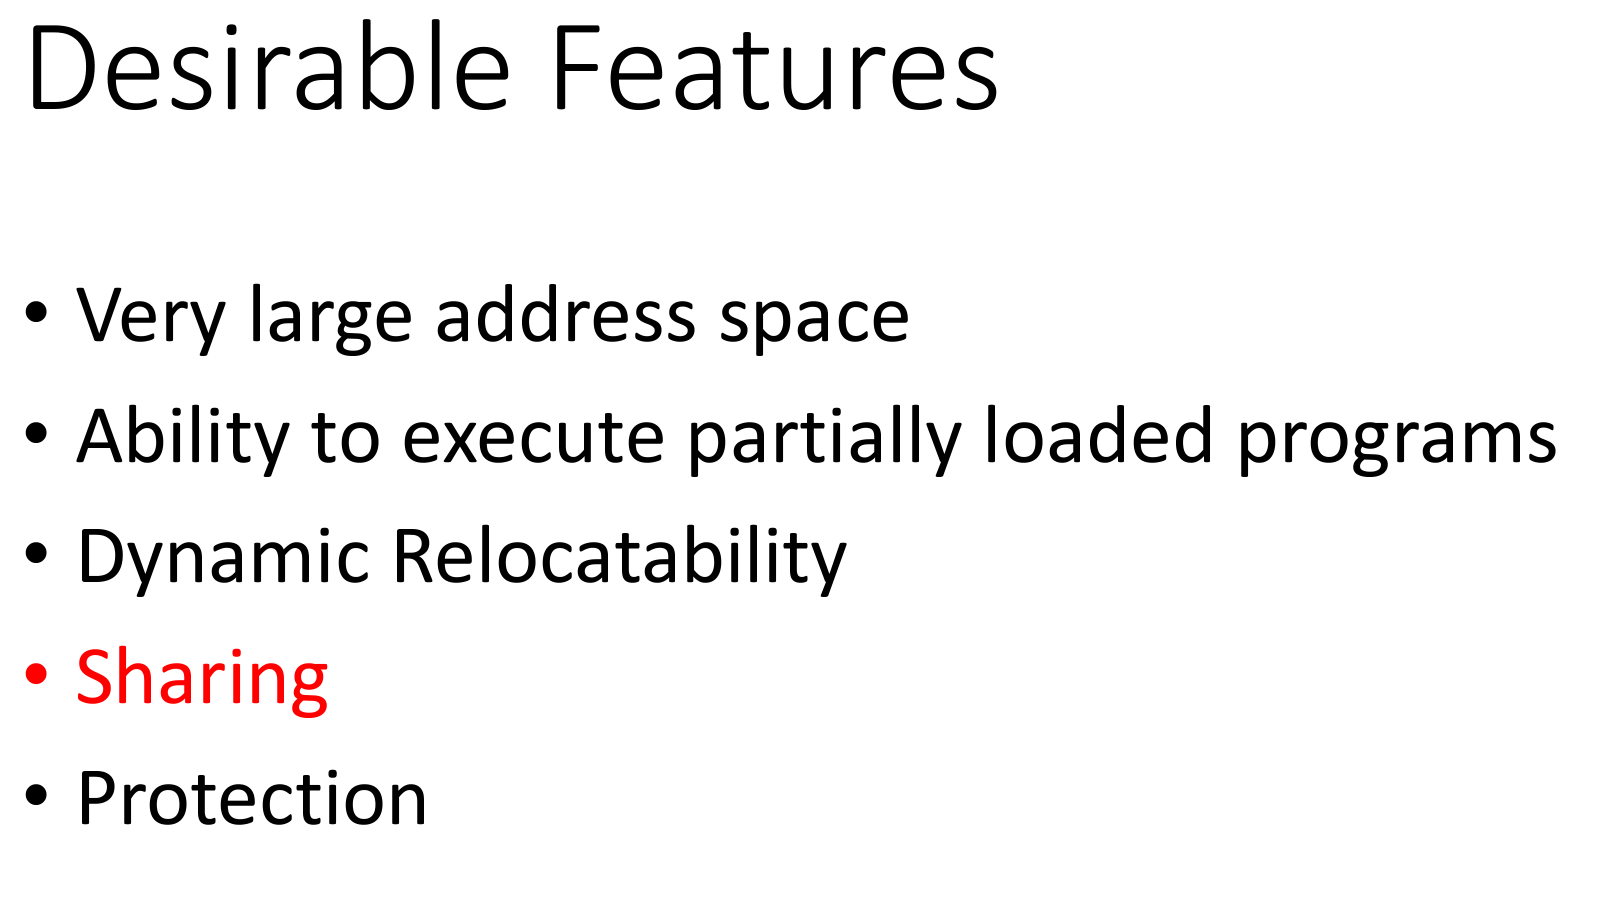 Desirable Features
• Very large address space
• Ability to execute partially loaded programs
• Dynamic Relocatability
• Sharing
• Protection